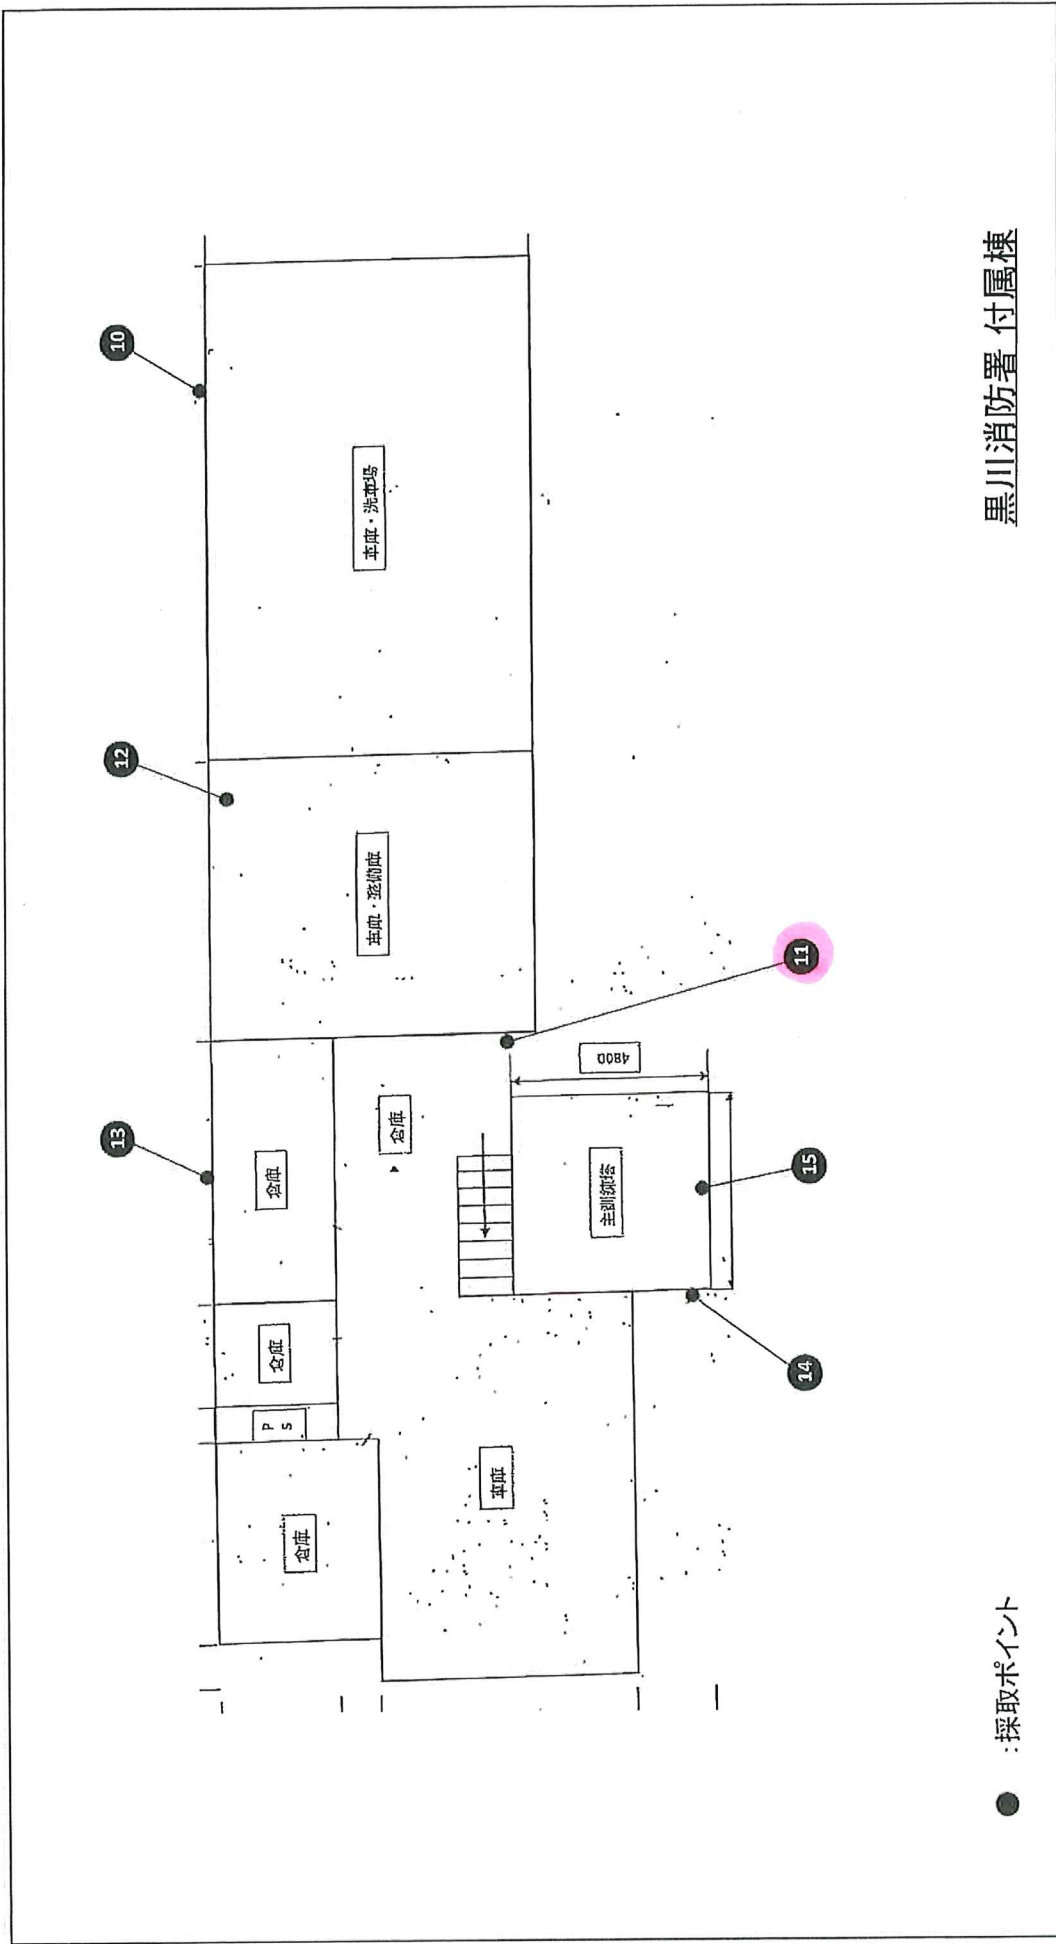 13
12
10
倉庫
PS
倉庫
倉庫
車庫・整備庫
車庫・洗車場
倉庫
車庫
主訓練塔
4800
14
15
11
●:採取ポイント
黒川消防署 付属棟